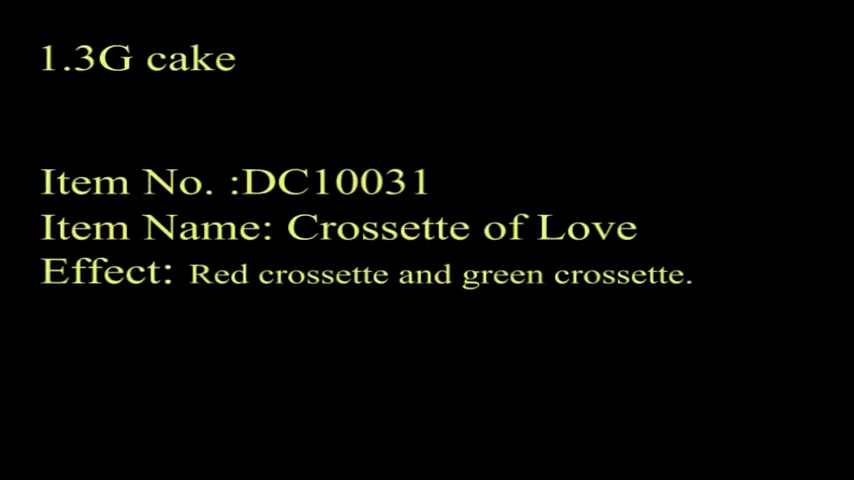 1.3G cake
Item No. :DC10031
Item Name: Crossette of Love
Effect: Red crossette and green crossette.